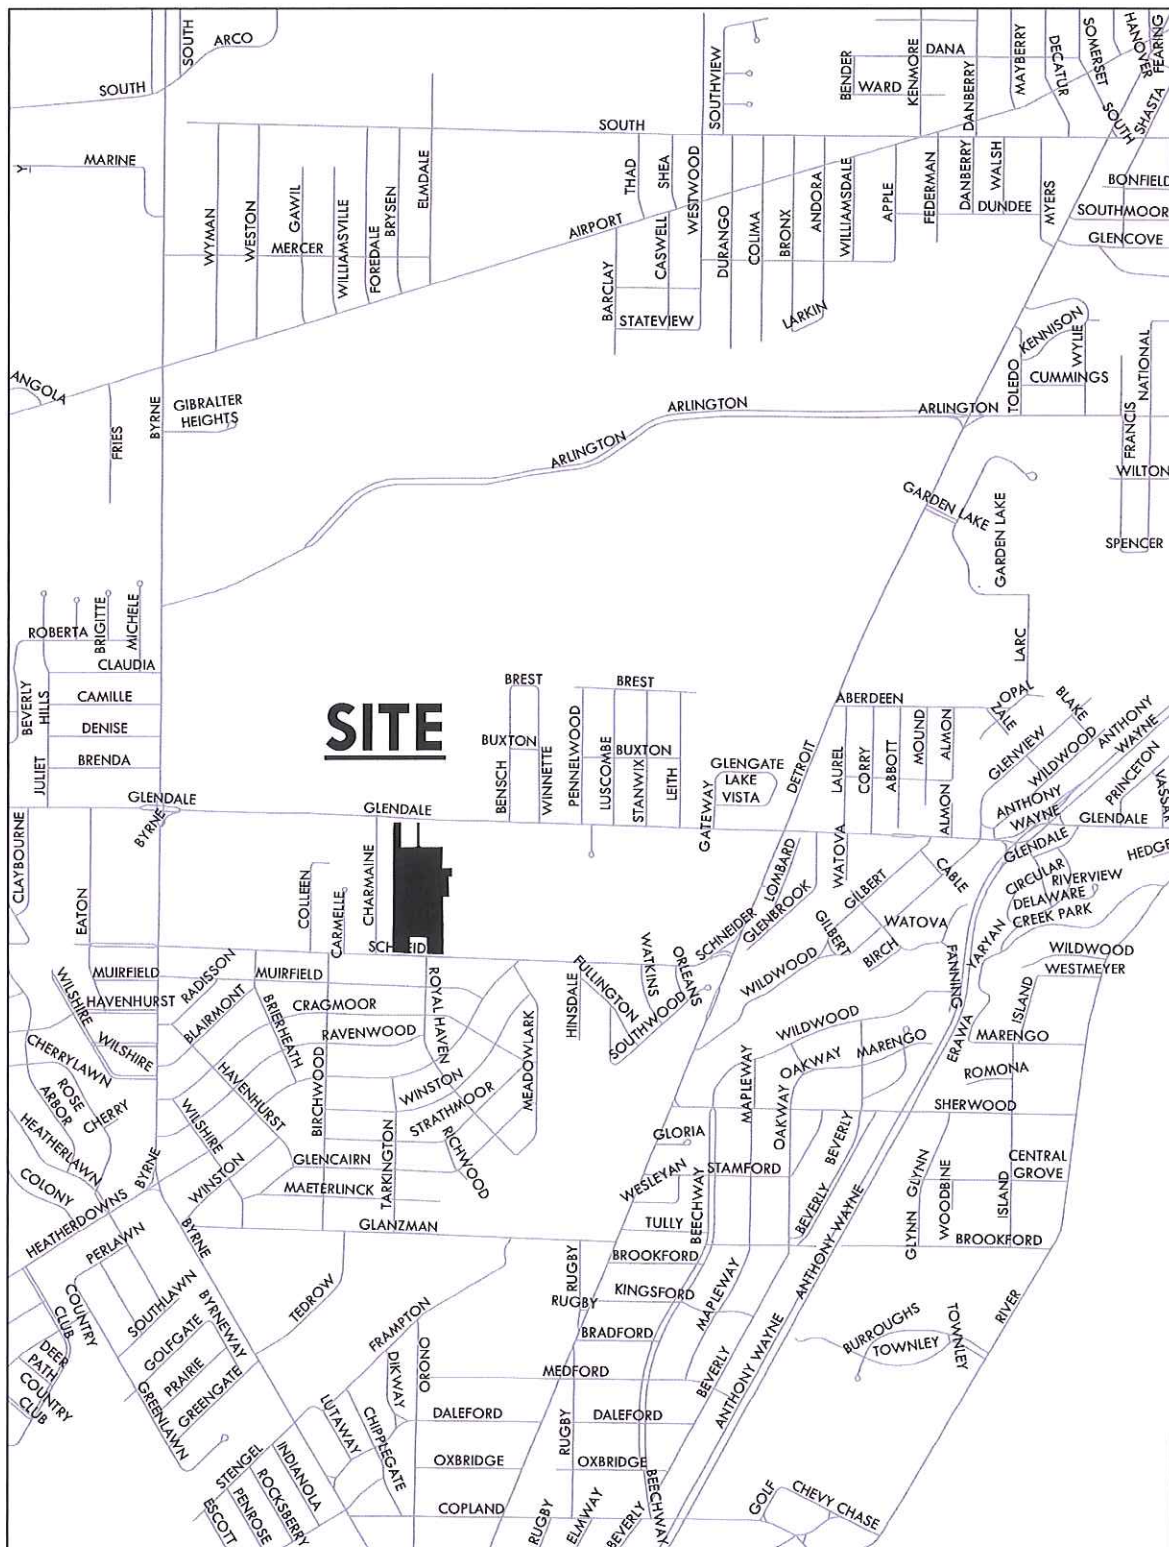 SOUTH
ARCO
SOUTH
SOUTHVIEW
BENDER
WARD
KENMORE
DANA
DANBERRY
MAYBERRY
DECATUR
SOMERSET
HANOVER
FEARING
SHASTA
SOUTH
SOUTH
MARINE
Y
WYMAN
WESTON
GAWIL
MERCER
WILLIAMSVILLE
FOREDALE
BRYSEN
ELMDALE
AIRPORT
THAD
SHEA
WESTWOOD
BARCLAY
CASWELL
STATEVIEW
DURANGO
COLIMA
BRONX
ANDORA
LARKIN
WILLIAMSDALE
APPLE
FEDERMAN
DANBERRY
WALSH
DUNDEE
MYERS
BONFIELD
SOUTHMOOR
GLENCOVE
KENNISON
WYLIE
TOLEDO
CUMMINGS
NATIONAL
FRANCIS
WILTON
SPENCER
ANGOLA
FRIES
BYRNE
GIBRALTER
HEIGHTS
ARLINGTON
ARLINGTON
ARLINGTON
GARDEN LAKE
GARDEN LAKE
LARC
ROBERTA
BRIGITTE
MICHELE
CLAUDIA
BEVERLY
HILLS
CAMILLE
DENISE
JULIET
BRENDA
SITE
BREST
BREST
BUXTON
BENSCH
WINNETTE
PENNELWOOD
LUSCOMBE
BUXTON
STANWIX
LEITH
GATEWAY
GLENGATE
LAKE
VISTA
DETROIT
ABERDEEN
OPAL
ZALE
LAUREL
CORRY
ABBOTT
MOUND
ALMON
ALMON
GLENVIEW
BLAKE
WILDWOOD
ANTHONY
WAYNE
ANTHONY
WAYNE
PRINCETON
VASSAR
GLENDALE
GLENDALE
GLENDALE
GLENDALE
BYRNE
CLAYBOURNE
EATON
COLLEEN
CARMELLE
CHARMAINE
SCHNEID
WATOVA
LOMBARD
SCHNEIDER
GLENBROOK
GILBERT
GILBERT
CABLE
WATOVA
BIRCH
CIRCULAR
RIVERVIEW
DELAWARE
CREEK PARK
HEDGE
YARYAN
FANNING
WILDWOOD
WESTMEYER
ISLAND
WILDWOOD
WILDWOOD
ERAWA
MARENGO
MARENGO
ROMONA
SHERWOOD
MUIRFIELD
MUIRFIELD
RADISSON
HAVENHURST
WILSHIRE
WILSHIRE
BLAIRMONT
BRIERHEATH
CRAGMOOR
RAVENWOOD
ROYAL HAVEN
MEADOWLARK
HINSDALE
FULLINGTON
WATKINS
ORLEANS
SOUTHWOOD
CHERRYLAWN
ROSE
ARBOR
CHERRY
HEATHERLAWN
COLONY
HAVENHURST
BIRCHWOOD
WILSHIRE
WINSTON
WINSTON
STRATHMOOR
RICHWOOD
GLENCAIRN
TARKINGTON
MAETERLINCK
GLANZMAN
BYRNE
BYRNE
HEATHERDOWNS
PERLAWN
SOUTHLAWN
COUNTRY
CLUB
BYRNEWAY
GOLFGATE
PRAIRIE
GREENGATE
GREENLAWN
DEER
PATH
COUNTRY
CLUB
TEDROW
FRAMPTON
ORONO
DIKWAY
LUTAWAY
CHIPPLEGATE
STENGEL
INDIANOLA
ROCKSBERRY
PENROSE
ESCOTT
MAPLEWAY
OAKWAY
OAKWAY
GLORIA
WESLEYAN
STAMFORD
BEVERLY
BEVERLY
TULLY
BEECHWAY
ANTHONY WAYNE
GLYNN
GLYNN
WOODBINE
ISLAND
CENTRAL
GROVE
BROOKFORD
BROOKFORD
RUGBY
RUGBY
KINGSFORD
MAPLEWAY
BRADFORD
MEDFORD
BEVERLY
ANTHONY WAYNE
DALEFORD
DALEFORD
RUGBY
OXBRIDGE
OXBRIDGE
COPLAND
RUGBY
ELMWAY
BEVERLY
BEECHWAY
GOLF
CHEVY CHASE
BURROUGHS
TOWNLEY
TOWNLEY
RIVER